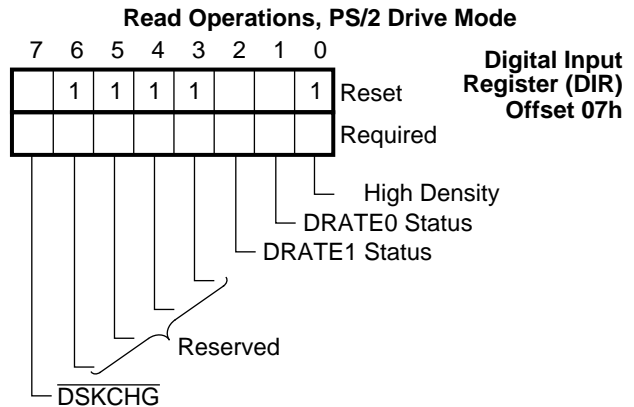 Read Operations, PS/2 Drive Mode
7 6 5 4 3 2 1 0
Digital Input
Register (DIR)
Offset 07h
1 1 1 1 1 Reset
Required
High Density
DRATE0 Status
DRATE1 Status
Reserved
DSKCHG